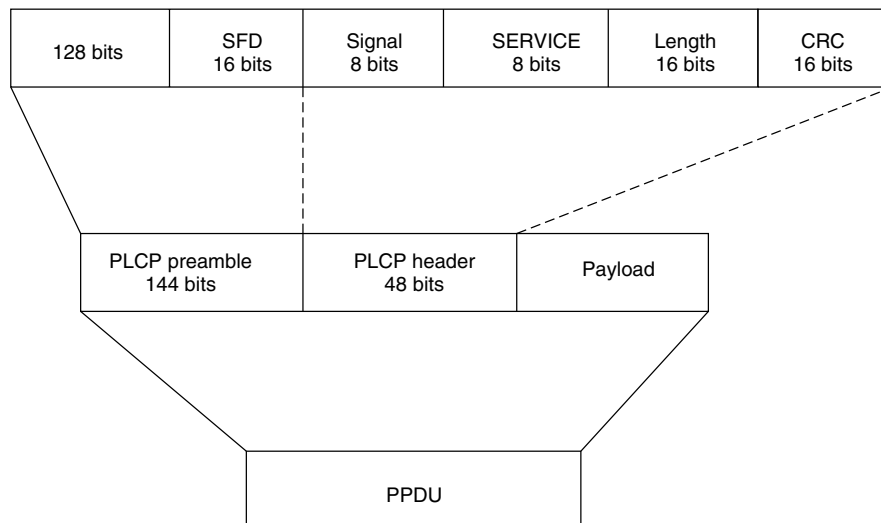 128 bits
SFD
16 bits
Signal
8 bits
SERVICE
8 bits
Length
16 bits
CRC
16 bits
PLCP preamble
144 bits
PLCP header
48 bits
Payload
PPDU